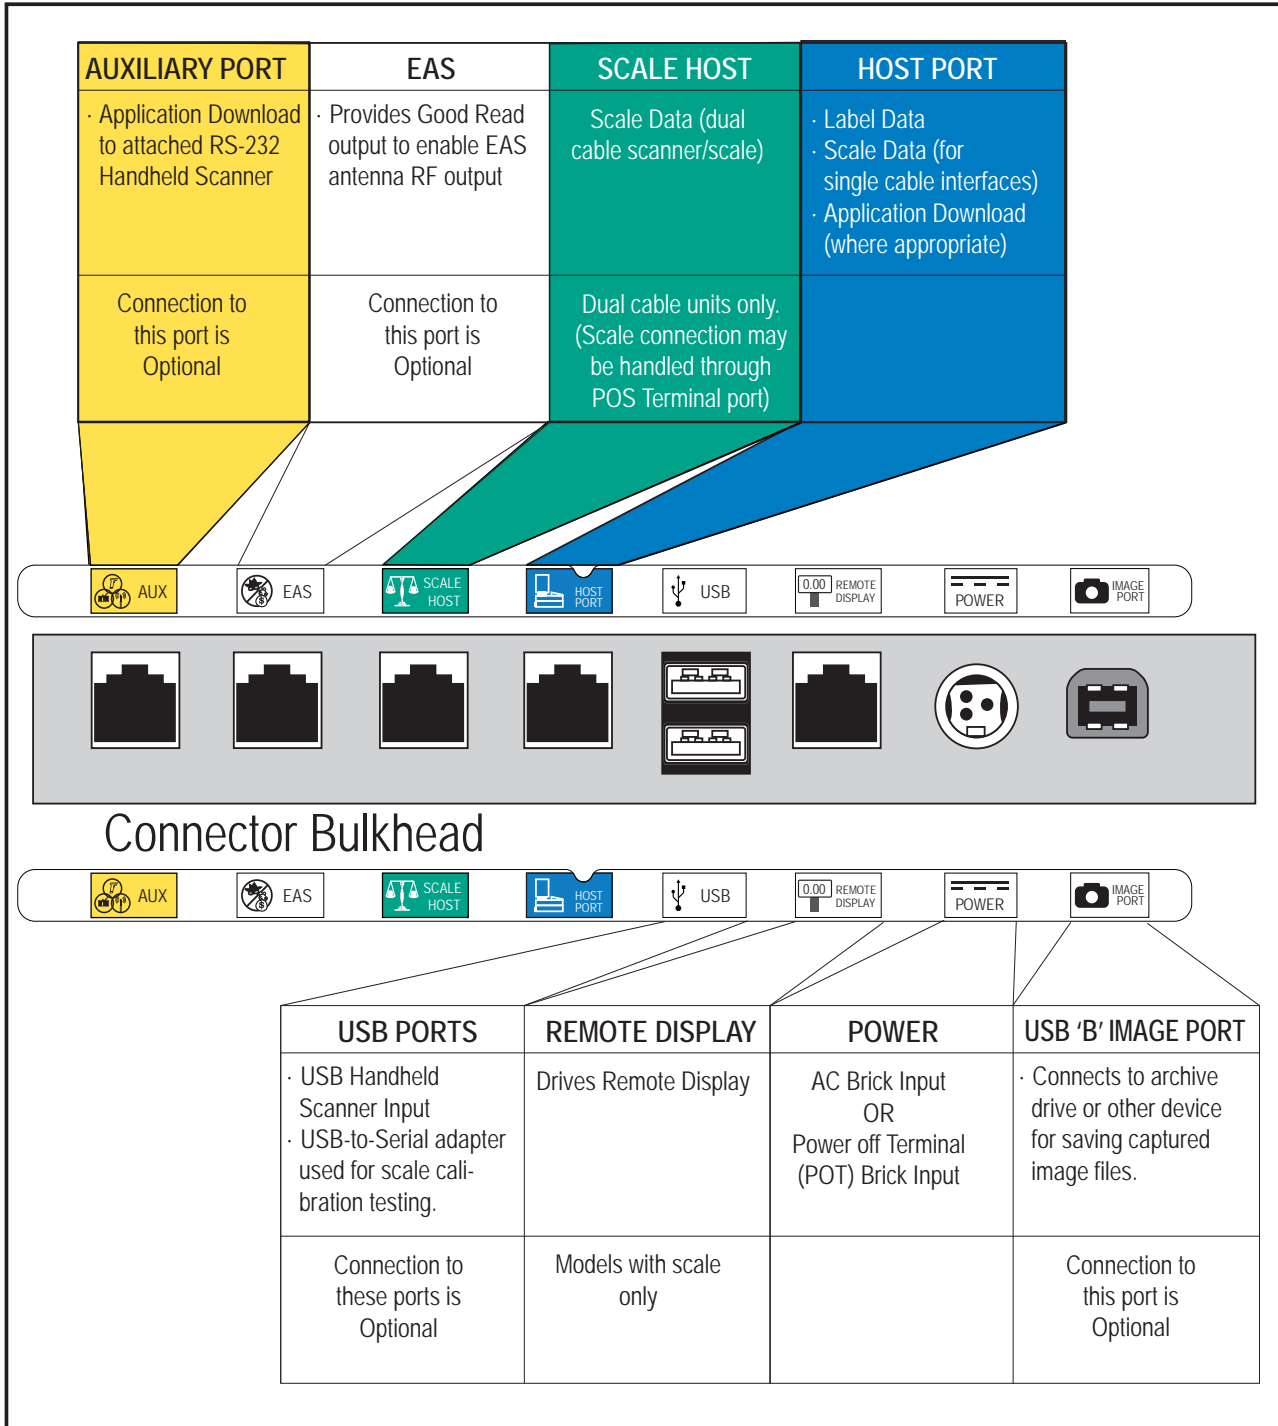 AUXILIARY PORT
· Application Download
to attached RS-232
Handheld Scanner
Connection to
this port is
Optional
EAS
· Provides Good Read
output to enable EAS
antenna RF output
Connection to
this port is
Optional
SCALE HOST
Scale Data (dual
cable scanner/scale)
Dual cable units only.
(Scale connection may
be handled through
POS Terminal port)
HOST PORT
· Label Data
· Scale Data (for
single cable interfaces)
· Application Download
(where appropriate)
AUX
EAS
SCALE
HOST
HOST
PORT
USB
0.00
REMOTE
DISPLAY
POWER
IMAGE
PORT
Connector Bulkhead
AUX
EAS
SCALE
HOST
HOST
PORT
USB
0.00
REMOTE
DISPLAY
POWER
IMAGE
PORT
USB PORTS
· USB Handheld
Scanner Input
· USB-to-Serial adapter
used for scale cali-
bration testing.
Connection to
these ports is
Optional
REMOTE DISPLAY
Drives Remote Display
Models with scale
only
POWER
AC Brick Input
OR
Power off Terminal
(POT) Brick Input
USB ‘B’ IMAGE PORT
· Connects to archive
drive or other device
for saving captured
image files.
Connection to
this port is
Optional